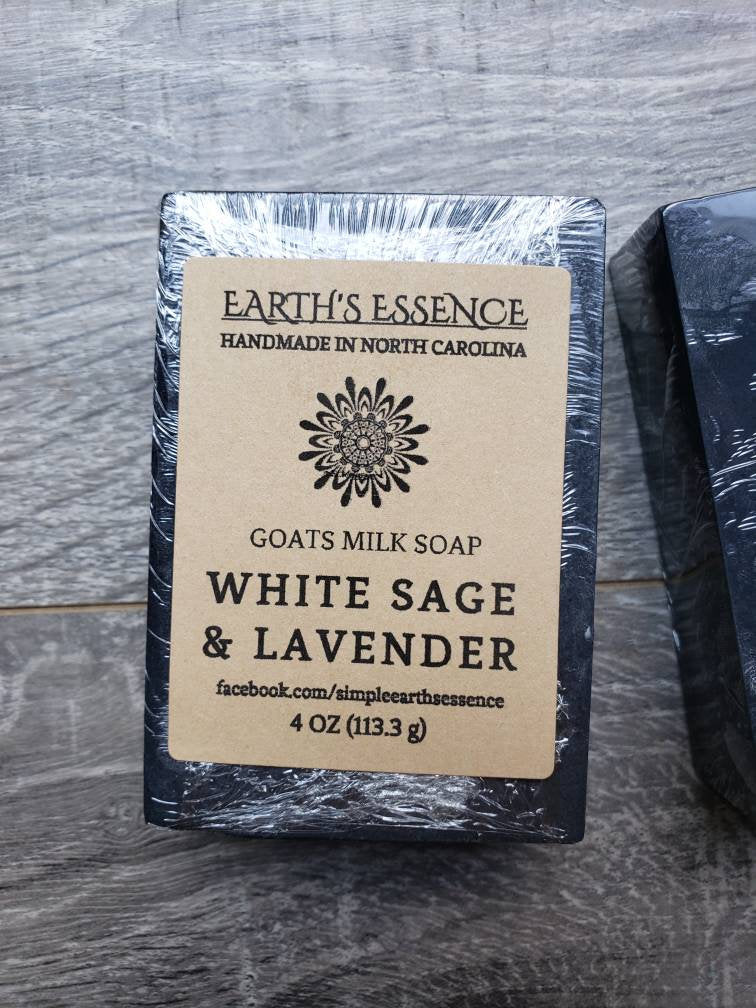 EARTH'S ESSENCE
HANDMADE IN NORTH CAROLINA
GOATS MILK SOAP
WHITE SAGE
& LAVENDER
facebook.com/simpleearthsessence
4 OZ (113.3 g)